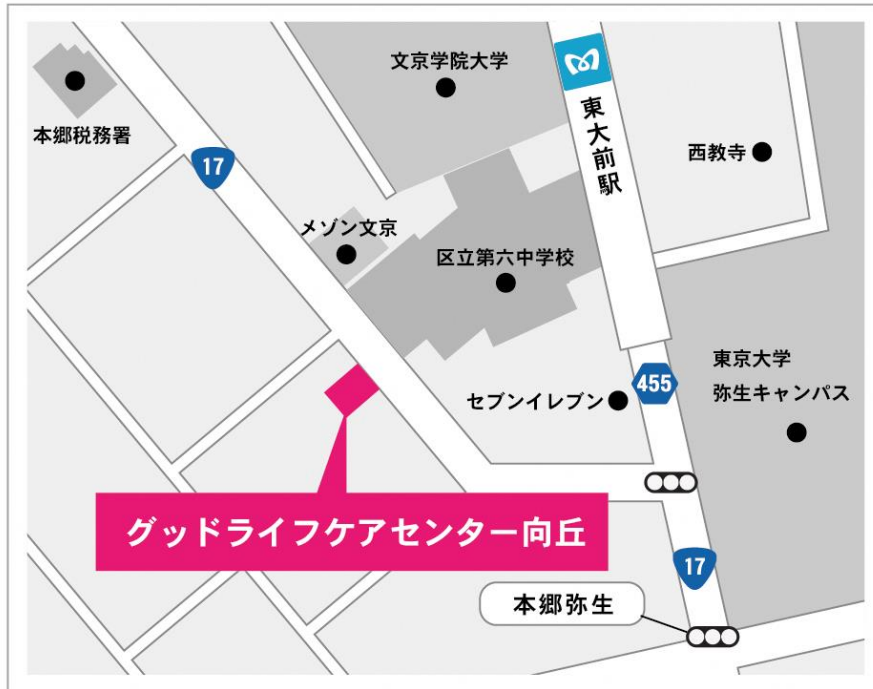 文京学院大学
本郷税務署
17
東大前駅
西教寺
メゾン文京
区立第六中学校
東京大学
弥生キャンパス
455
セブンイレブン
グッドライフケアセンター向丘
17
本郷弥生